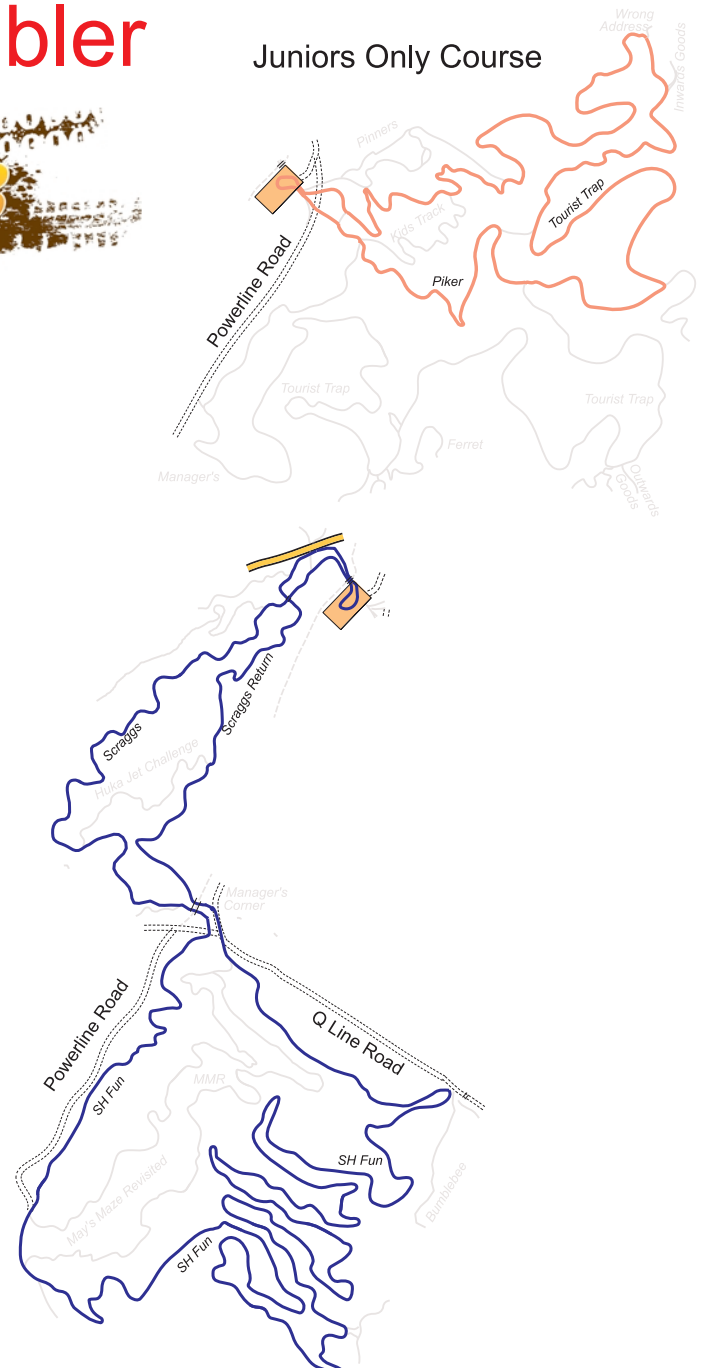 bler
Juniors Only Course
Wrong
Address
Inwards Goods
Pinners
Kids Track
Tourist Trap
Piker
Powerline Road
Tourist Trap
Tourist Trap
Ferret
Manager's
Outwards
Goods
Scraggs Return
Scraggs
Huka Jet Challenge
Manager's
Corner
Powerline Road
Q Line Road
MMR
SH Fun
SH Fun
Bumblebee
May's Maze Revisited
SH Fun